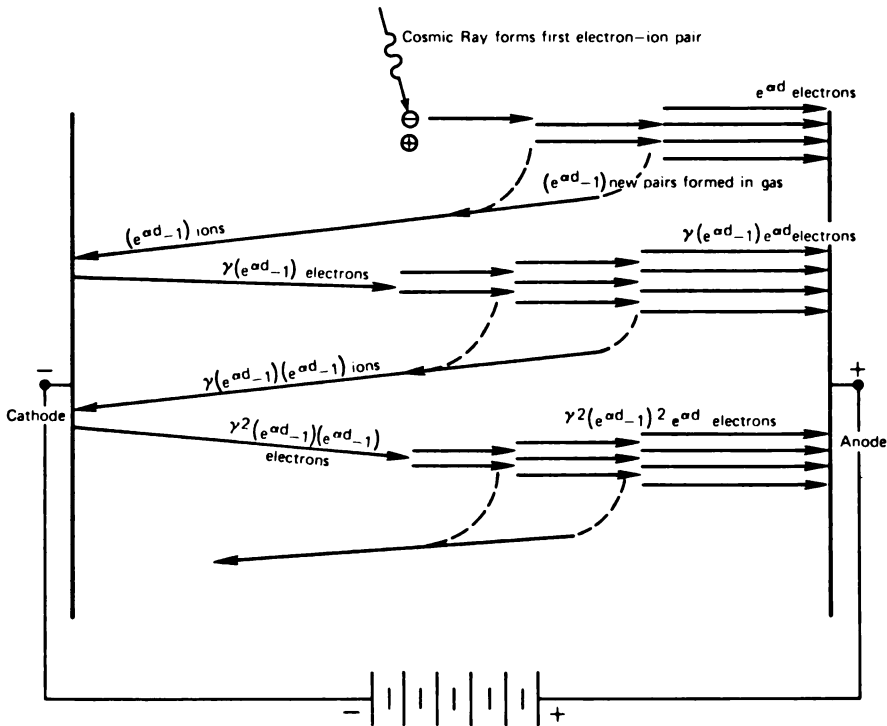 Cosmic Ray forms first electron-ion pair
⊖
⊕
e^αd electrons
(e^αd-1) new pairs formed in gas
(e^αd-1) ions
γ(e^αd-1) e^αd electrons
γ(e^αd-1) electrons
γ(e^αd-1)(e^αd-1) ions
-
+
Cathode
Anode
γ2(e^αd-1)(e^αd-1)
electrons
γ2(e^αd-1)2 e^αd electrons
-
+